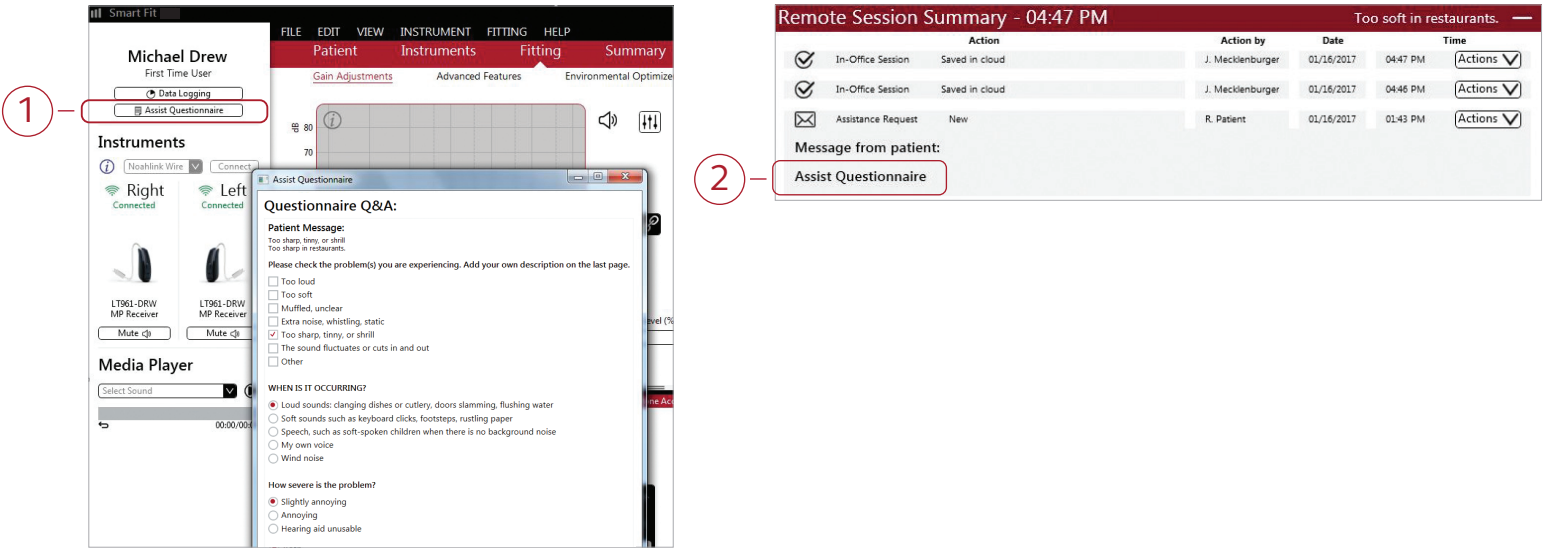 Smart Fit
FILE EDIT VIEW INSTRUMENT FITTING HELP
Patient Instruments Fitting Summary
Gain Adjustments Advanced Features Environmental Optimize
Michael Drew
First Time User
Data Logging
1
Assist Questionnaire
Instruments
i
Noahlink Wire
Connect
Right
Connected
Left
Connected
LT961-DRW
MP Receiver
LT961-DRW
MP Receiver
Mute
Mute
Media Player
Select Sound
00:00/00:
dB 80
70
i
evel (%
ne Acc
Assist Questionnaire
Questionnaire Q&A:
Patient Message:
Too sharp, tinny, or shrill
Too sharp in restaurants.
Please check the problem(s) you are experiencing. Add your own description on the last page.
Too loud
Too soft
Muffled, unclear
Extra noise, whistling, static
Too sharp, tinny, or shrill
The sound fluctuates or cuts in and out
Other
WHEN IS IT OCCURRING?
Loud sounds: clanging dishes or cutlery, doors slamming, flushing water
Soft sounds such as keyboard clicks, footsteps, rustling paper
Speech, such as soft-spoken children when there is no background noise
My own voice
Wind noise
How severe is the problem?
Slightly annoying
Annoying
Hearing aid unusable
Remote Session Summary - 04:47 PM Too soft in restaurants.
Action Action by Date Time
In-Office Session Saved in cloud J. Mecklenburger 01/16/2017 04:47 PM Actions
In-Office Session Saved in cloud J. Mecklenburger 01/16/2017 04:46 PM Actions
Assistance Request New R. Patient 01/16/2017 01:43 PM Actions
Message from patient:
2
Assist Questionnaire